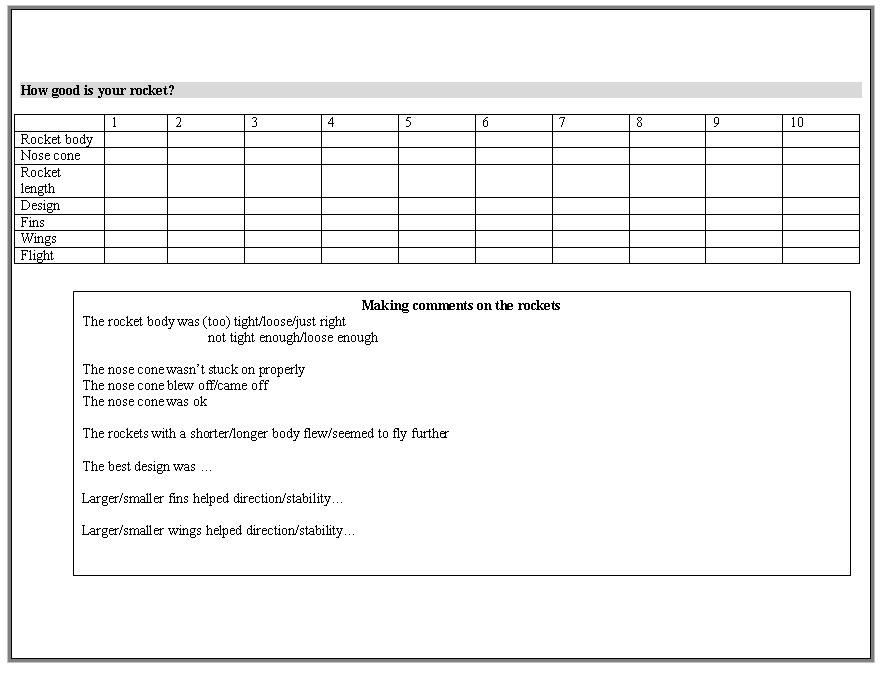 How good is your rocket?
1 2 3 4 5 6 7 8 9 10
Rocket body
Nose cone
Rocket
length
Design
Fins
Wings
Flight
Making comments on the rockets
The rocket body was (too) tight/loose/just right
not tight enough/loose enough
The nose cone wasn't stuck on properly
The nose cone blew off/came off
The nose cone was ok
The rockets with a shorter/longer body flew/seemed to fly further
The best design was …
Larger/smaller fins helped direction/stability…
Larger/smaller wings helped direction/stability…